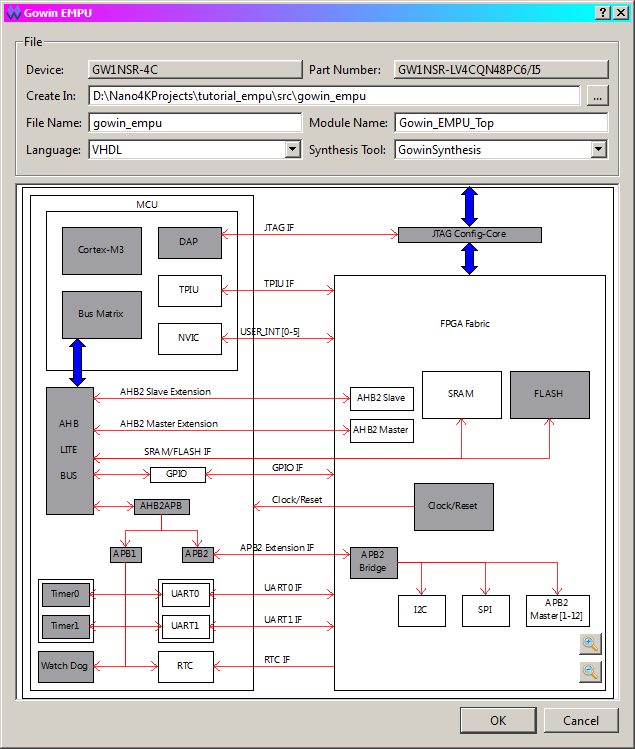 Gowin EMPU
File
Device: GW1NSR-4C Part Number: GW1NSR-LV4CQN48PC6/I5
Create In: D:\Nano4KProjects\tutorial_empu\src\gowin_empu ...
File Name: gowin_empu Module Name: Gowin_EMPU_Top
Language: VHDL Synthesis Tool: GowinSynthesis
MCU
JTAG IF
JTAG Config-Core
Cortex-M3
DAP
TPIU
TPIU IF
Bus Matrix
NVIC
USER_INT[0-5]
FPGA Fabric
AHB
LITE
BUS
AHB2 Slave Extension
AHB2 Slave
SRAM
FLASH
AHB2 Master Extension
AHB2 Master
SRAM/FLASH IF
GPIO
GPIO IF
AHB2APB
Clock/Reset
Clock/Reset
APB1
APB2
APB2 Extension IF
APB2
Bridge
Timer0
UART0
UART0 IF
I2C
SPI
APB2
Master[1-12]
Timer1
UART1
UART1 IF
Watch Dog
RTC
RTC IF
OK
Cancel